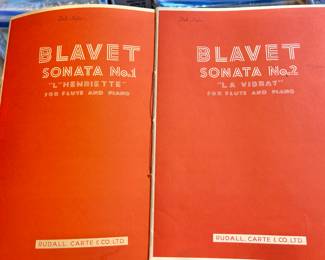 BLAVET
SONATA No.1
"L'HENRIETTE"
FOR FLUTE AND PIANO
RUDALL, CARTE & CO. LTD.
BLAVET
SONATA No.2
"LA VIBRAY"
FOR FLUTE AND PIANO
RUDALL, CARTE & CO. LTD.